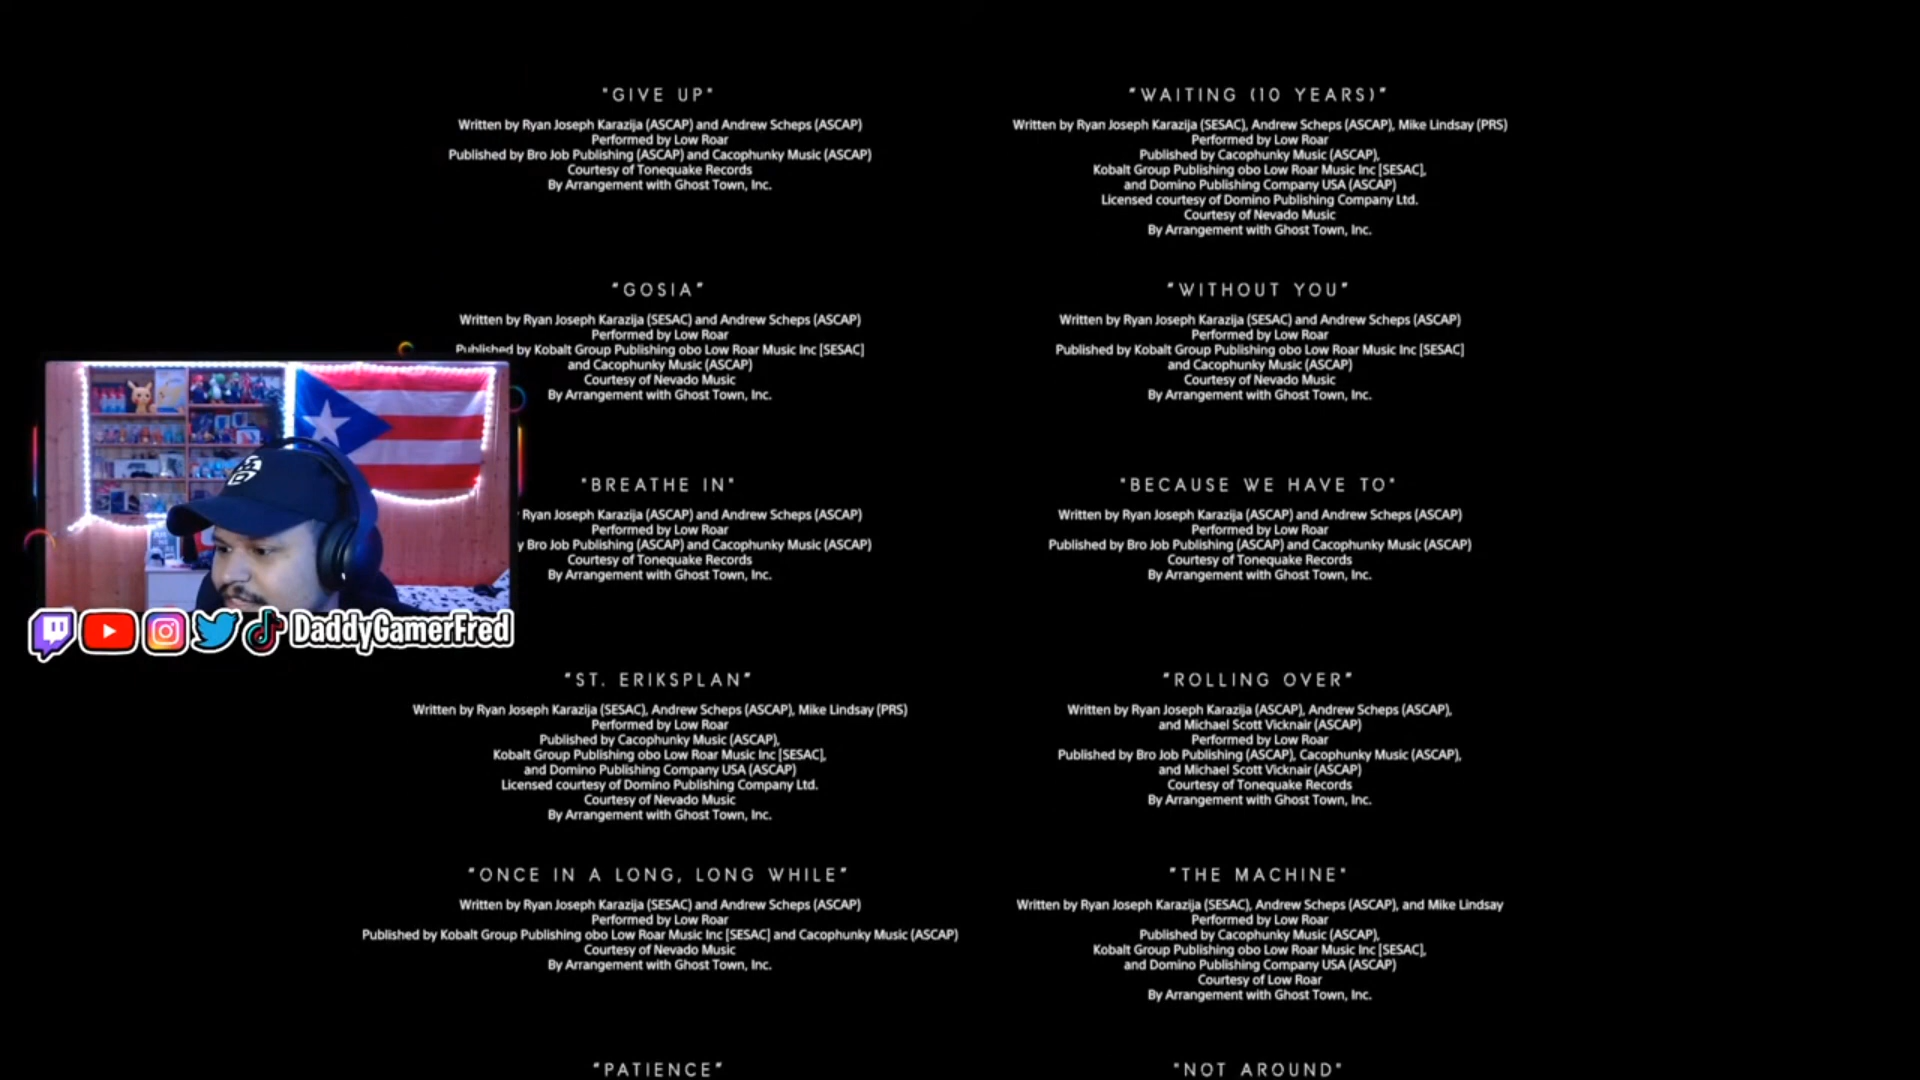 "GIVE UP"
Written by Ryan Joseph Karazija (ASCAP) and Andrew Scheps (ASCAP)
Performed by Low Roar
Published by Bro Job Publishing (ASCAP) and Cacophunky Music (ASCAP)
Courtesy of Tonequake Records
By Arrangement with Ghost Town, Inc.
"WAITING (10 YEARS)"
Written by Ryan Joseph Karazija (SESAC), Andrew Scheps (ASCAP), Mike Lindsay (PRS)
Performed by Low Roar
Published by Cacophunky Music (ASCAP),
Kobalt Group Publishing obo Low Roar Music Inc [SESAC],
and Domino Publishing Company USA (ASCAP)
Licensed courtesy of Domino Publishing Company Ltd.
Courtesy of Nevado Music
By Arrangement with Ghost Town, Inc.
"GOSIA"
Written by Ryan Joseph Karazija (SESAC) and Andrew Scheps (ASCAP)
Performed by Low Roar
Published by Kobalt Group Publishing obo Low Roar Music Inc [SESAC]
and Cacophunky Music (ASCAP)
Courtesy of Nevado Music
By Arrangement with Ghost Town, Inc.
"WITHOUT YOU"
Written by Ryan Joseph Karazija (SESAC) and Andrew Scheps (ASCAP)
Performed by Low Roar
Published by Kobalt Group Publishing obo Low Roar Music Inc [SESAC]
and Cacophunky Music (ASCAP)
Courtesy of Nevado Music
By Arrangement with Ghost Town, Inc.
"BREATHE IN"
Ryan Joseph Karazija (ASCAP) and Andrew Scheps (ASCAP)
Performed by Low Roar
Bro Job Publishing (ASCAP) and Cacophunky Music (ASCAP)
Courtesy of Tonequake Records
By Arrangement with Ghost Town, Inc.
"BECAUSE WE HAVE TO"
Written by Ryan Joseph Karazija (ASCAP) and Andrew Scheps (ASCAP)
Performed by Low Roar
Published by Bro Job Publishing (ASCAP) and Cacophunky Music (ASCAP)
Courtesy of Tonequake Records
By Arrangement with Ghost Town, Inc.
DaddyGamerFred
"ST. ERIKSPLAN"
Written by Ryan Joseph Karazija (SESAC), Andrew Scheps (ASCAP), Mike Lindsay (PRS)
Performed by Low Roar
Published by Cacophunky Music (ASCAP),
Kobalt Group Publishing obo Low Roar Music Inc [SESAC],
and Domino Publishing Company USA (ASCAP)
Licensed courtesy of Domino Publishing Company Ltd.
Courtesy of Nevado Music
By Arrangement with Ghost Town, Inc.
"ROLLING OVER"
Written by Ryan Joseph Karazija (ASCAP), Andrew Scheps (ASCAP),
and Michael Scott Vicknair (ASCAP)
Performed by Low Roar
Published by Bro Job Publishing (ASCAP), Cacophunky Music (ASCAP),
and Michael Scott Vicknair (ASCAP)
Courtesy of Tonequake Records
By Arrangement with Ghost Town, Inc.
"ONCE IN A LONG, LONG WHILE"
Written by Ryan Joseph Karazija (SESAC) and Andrew Scheps (ASCAP)
Performed by Low Roar
Published by Kobalt Group Publishing obo Low Roar Music Inc [SESAC] and Cacophunky Music (ASCAP)
Courtesy of Nevado Music
By Arrangement with Ghost Town, Inc.
"THE MACHINE"
Written by Ryan Joseph Karazija (SESAC), Andrew Scheps (ASCAP), and Mike Lindsay
Performed by Low Roar
Published by Cacophunky Music (ASCAP),
Kobalt Group Publishing obo Low Roar Music Inc [SESAC],
and Domino Publishing Company USA (ASCAP)
Courtesy of Low Roar
By Arrangement with Ghost Town, Inc.
"PATIENCE"
"NOT AROUND"